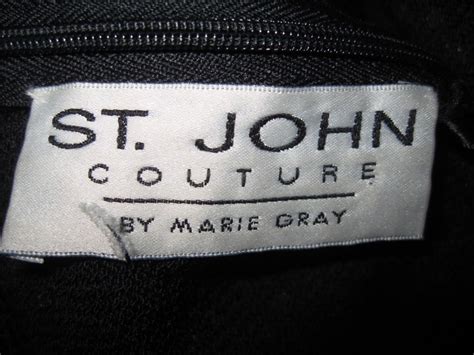 ST. JOHN
COUTURE
BY MARIE GRAY